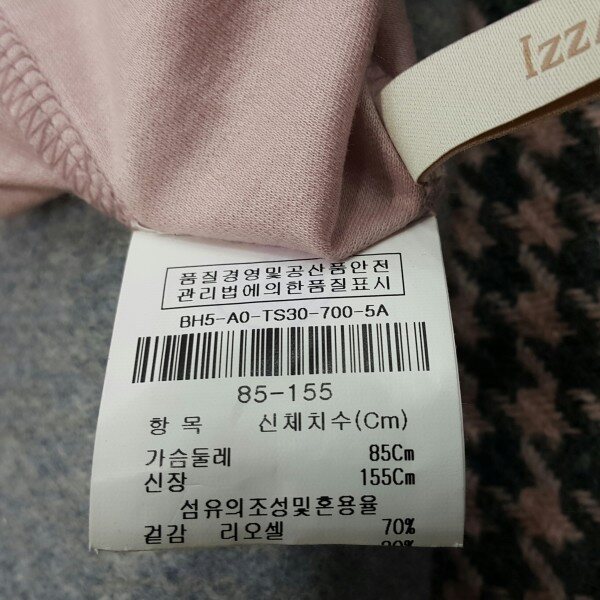 IZZ
품질경영및공산품안전
관리법에의한품질표시
BH5-A0-TS30-700-5A
85-155
항 목 신체치수(Cm)
가슴둘레 85Cm
신장 155Cm
섬유의조성및혼용율
겉감 리오셀 70%